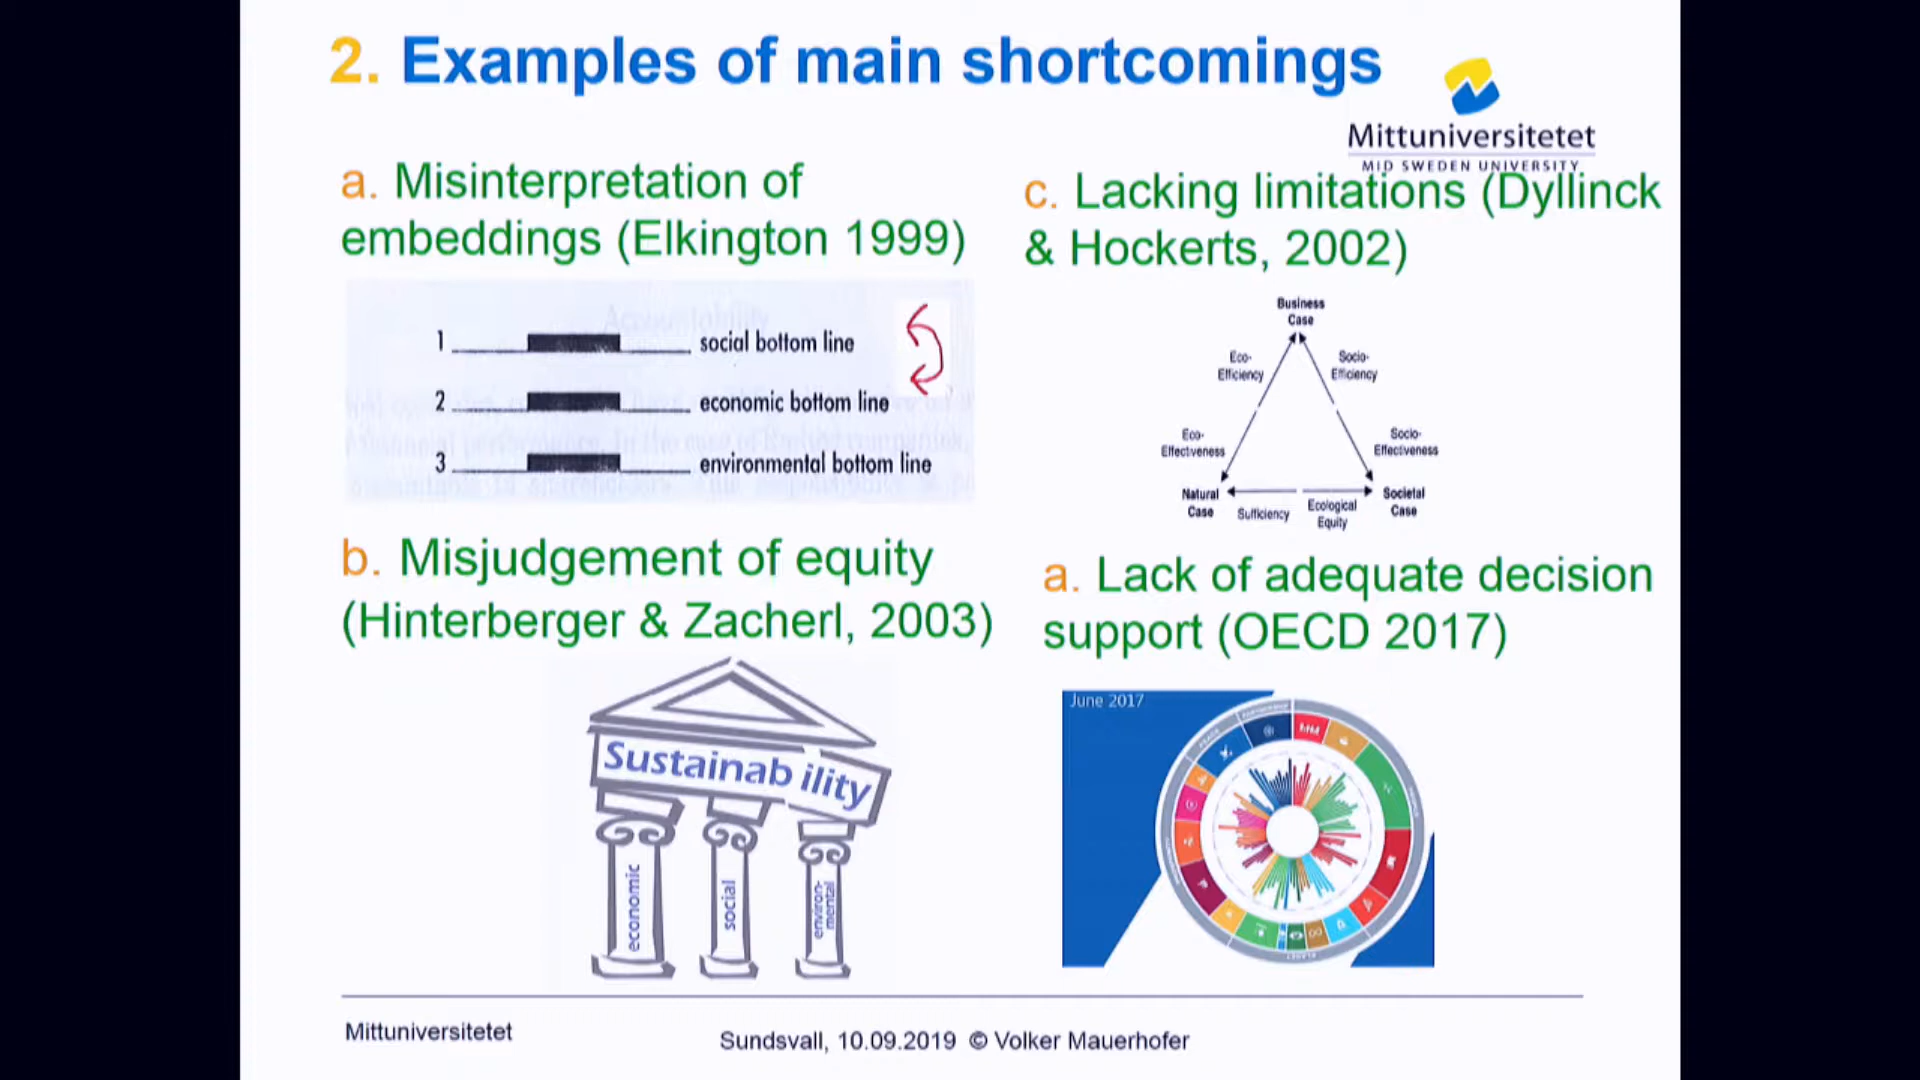 2. Examples of main shortcomings
Mittuniversitetet
MID SWEDEN UNIVERSITY
a. Misinterpretation of
embeddings (Elkington 1999)
1 social bottom line
2 economic bottom line
3 environmental bottom line
b. Misjudgement of equity
(Hinterberger & Zacherl, 2003)
Sustainab ility
economic
social
environ-
mental
c. Lacking limitations (Dyllinck
& Hockerts, 2002)
Business
Case
Eco-
Efficiency
Socio-
Efficiency
Eco-
Effectiveness
Socio-
Effectiveness
Natural
Case
Sufficiency
Ecological
Equity
Societal
Case
a. Lack of adequate decision
support (OECD 2017)
June 2017
Mittuniversitetet
Sundsvall, 10.09.2019 © Volker Mauerhofer